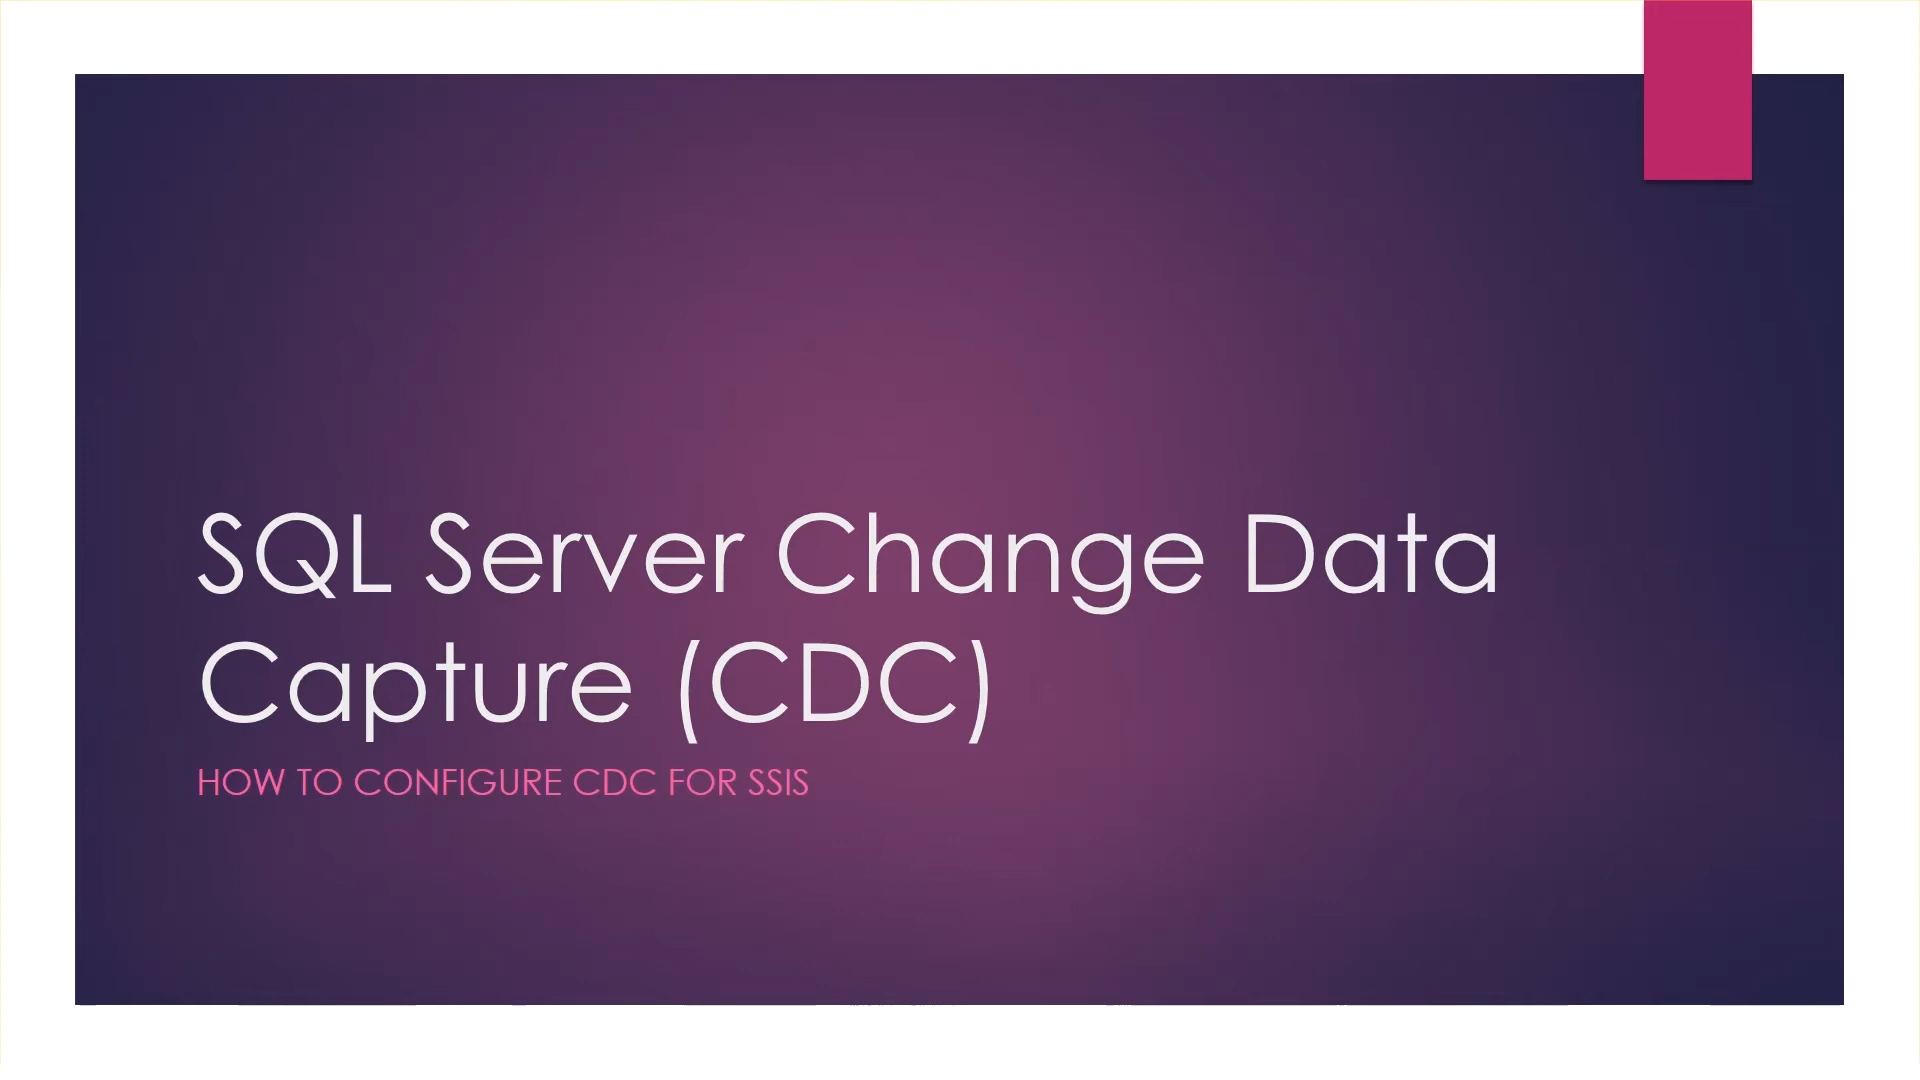 SQL Server Change Data
Capture (CDC)
HOW TO CONFIGURE CDC FOR SSIS